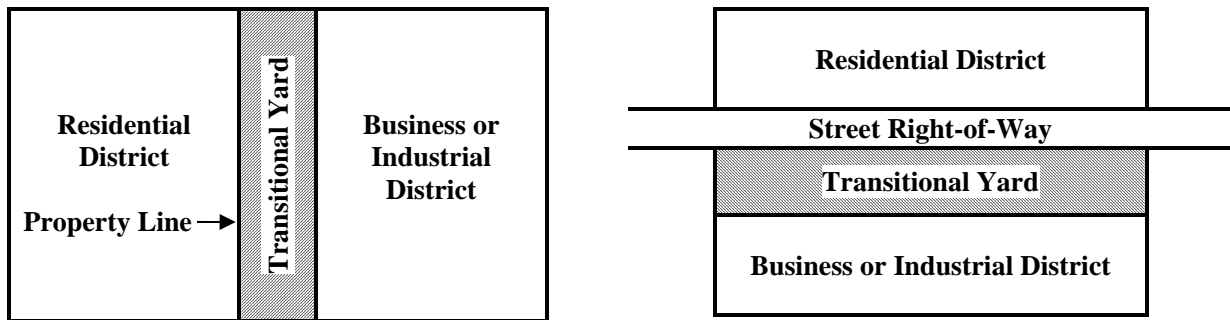 Residential
District
Property Line
Transitional Yard
Business or
Industrial
District
Residential District
Street Right-of-Way
Transitional Yard
Business or Industrial District